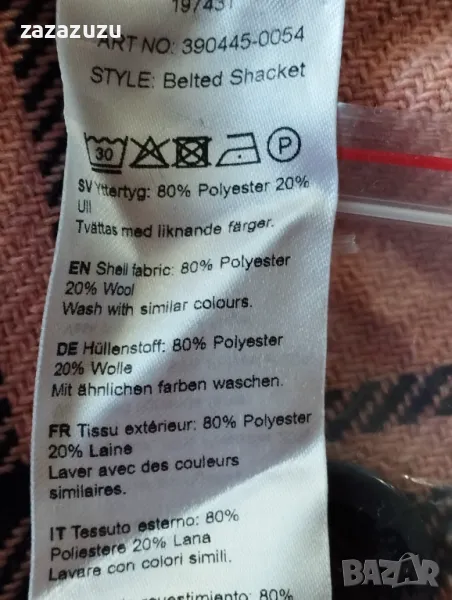 zazazuzu
197431
ART NO: 390445-0054
STYLE: Belted Shacket
30
P
SV Yttertyg: 80% Polyester 20%
Ull
Tvättas med liknande färger.
EN Shell fabric: 80% Polyester
20% Wool
Wash with similar colours.
DE Hüllenstoff: 80% Polyester
20% Wolle
Mit ähnlichen farben waschen.
FR Tissu extérieur: 80% Polyester
20% Laine
Laver avec des couleurs
similaires.
IT Tessuto esterno: 80%
Poliestere 20% Lana
Lavare con colori simili.
80%
BAZAR